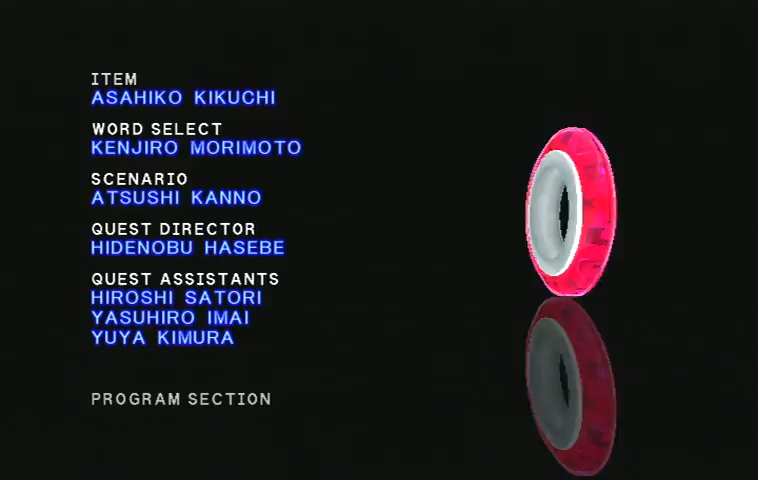 ITEM
ASAHIKO KIKUCHI
WORD SELECT
KENJIRO MORIMOTO
SCENARIO
ATSUSHI KANNO
QUEST DIRECTOR
HIDENOBU HASEBE
QUEST ASSISTANTS
HIROSHI SATORI
YASUHIRO IMAI
YUYA KIMURA
PROGRAM SECTION